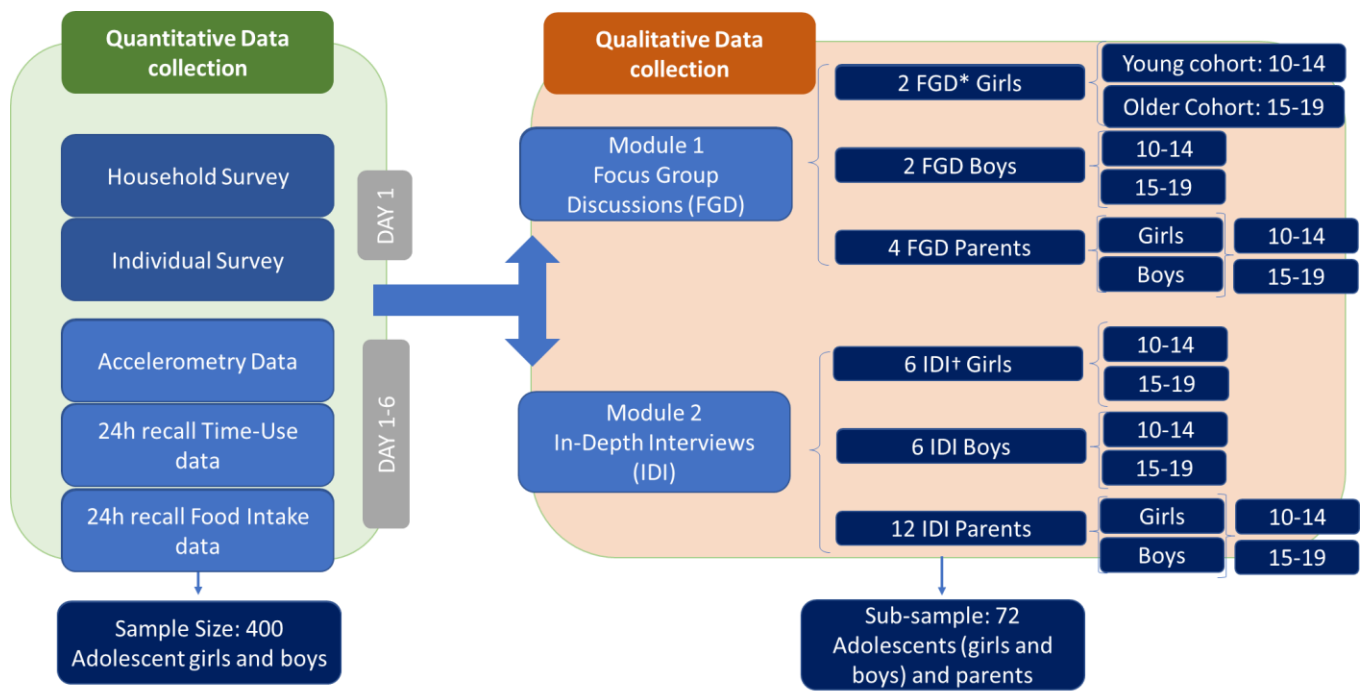 Quantitative Data
collection
Household Survey
Individual Survey
DAY 1
Accelerometry Data
24h recall Time-Use
data
24h recall Food Intake
data
DAY 1-6
Sample Size: 400
Adolescent girls and boys
Qualitative Data
collection
Module 1
Focus Group
Discussions (FGD)
2 FGD* Girls
Young cohort: 10-14
Older Cohort: 15-19
2 FGD Boys
10-14
15-19
4 FGD Parents
Girls
Boys
10-14
15-19
Module 2
In-Depth Interviews
(IDI)
6 IDI† Girls
10-14
15-19
6 IDI Boys
10-14
15-19
12 IDI Parents
Girls
Boys
10-14
15-19
Sub-sample: 72
Adolescents (girls and
boys) and parents